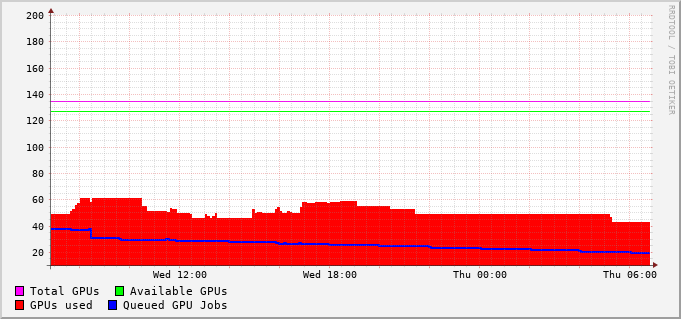 200
180
160
140
120
100
80
60
40
20
Wed 12:00 Wed 18:00 Thu 00:00 Thu 06:00
Total GPUs Available GPUs
GPUs used Queued GPU Jobs
RRDTOOL / TOBI OETIKER